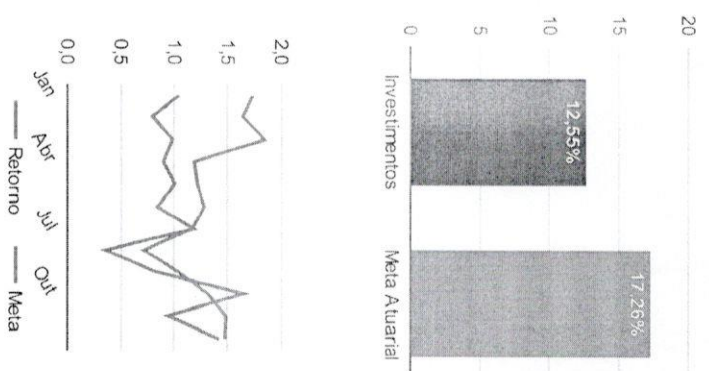 20
15
10
5
0
12,55%
17,26%
Investimentos
Meta Atuarial
2,0
1,5
1,0
0,5
0,0
Jan
Abr
Jul
Out
Retorno
Meta